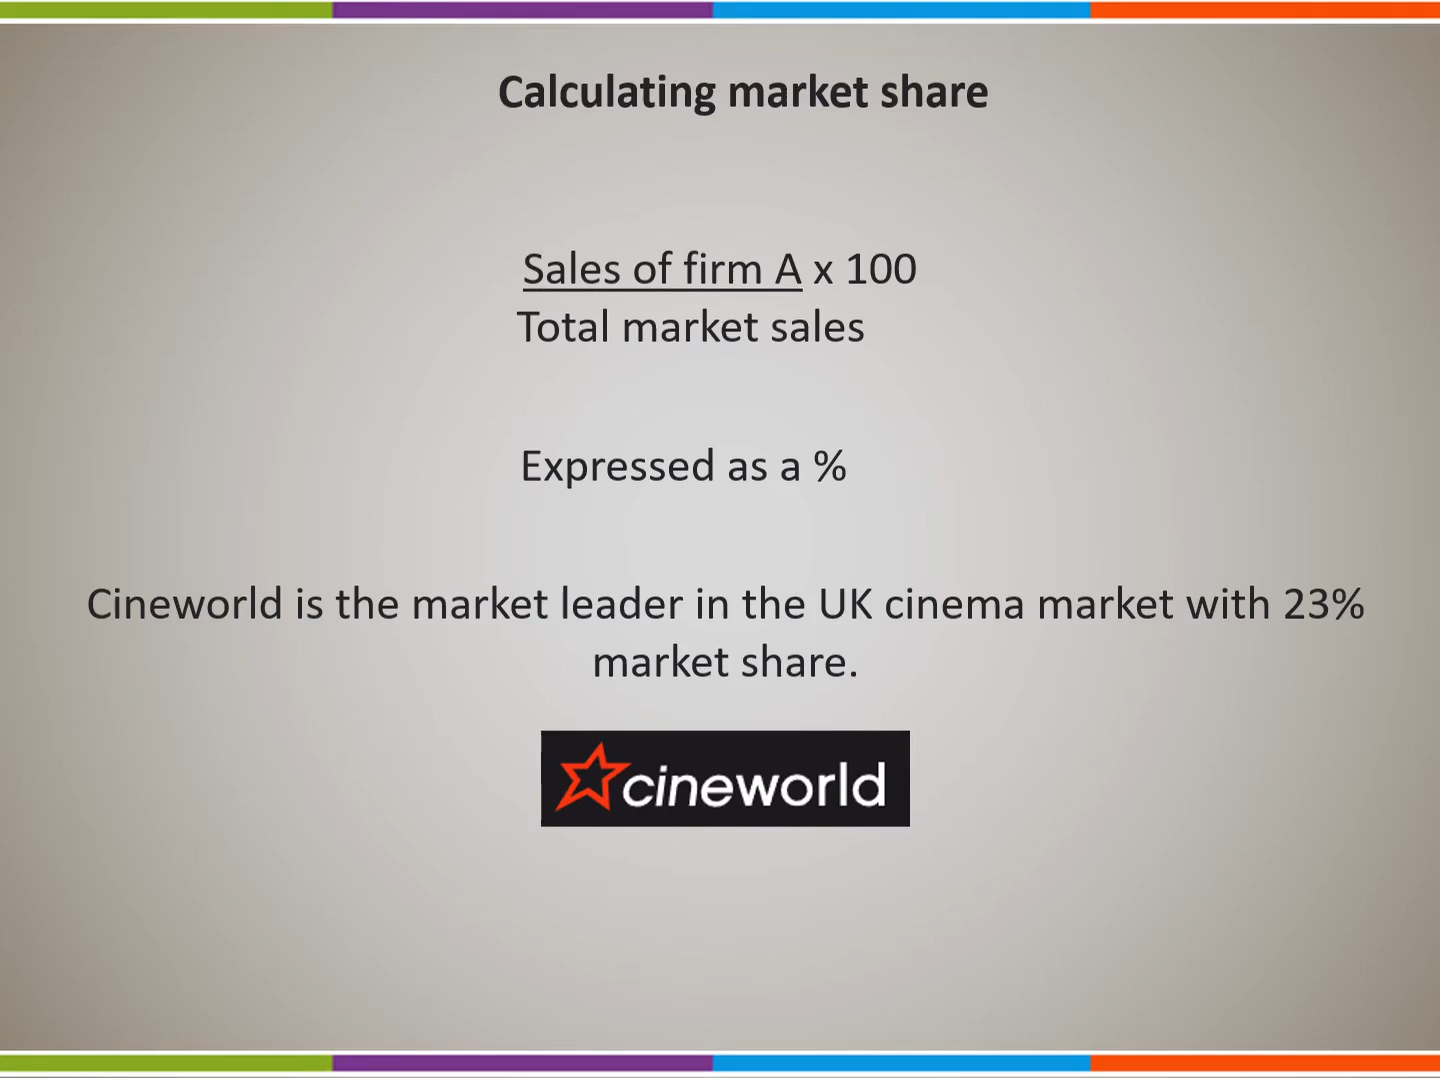 Calculating market share
Sales of firm A x 100
Total market sales
Expressed as a %
Cineworld is the market leader in the UK cinema market with 23%
market share.
cineworld